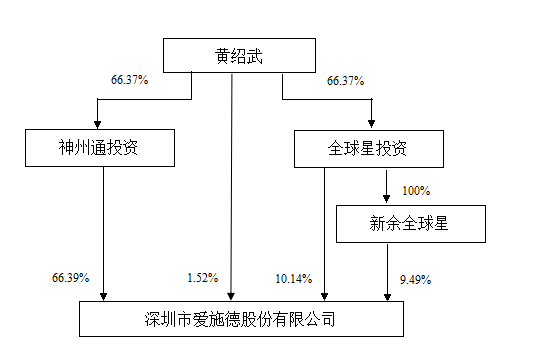 黄绍武
66.37%
66.37%
神州通投资
全球星投资
100%
新余全球星
66.39%
1.52%
10.14%
9.49%
深圳市爱施德股份有限公司